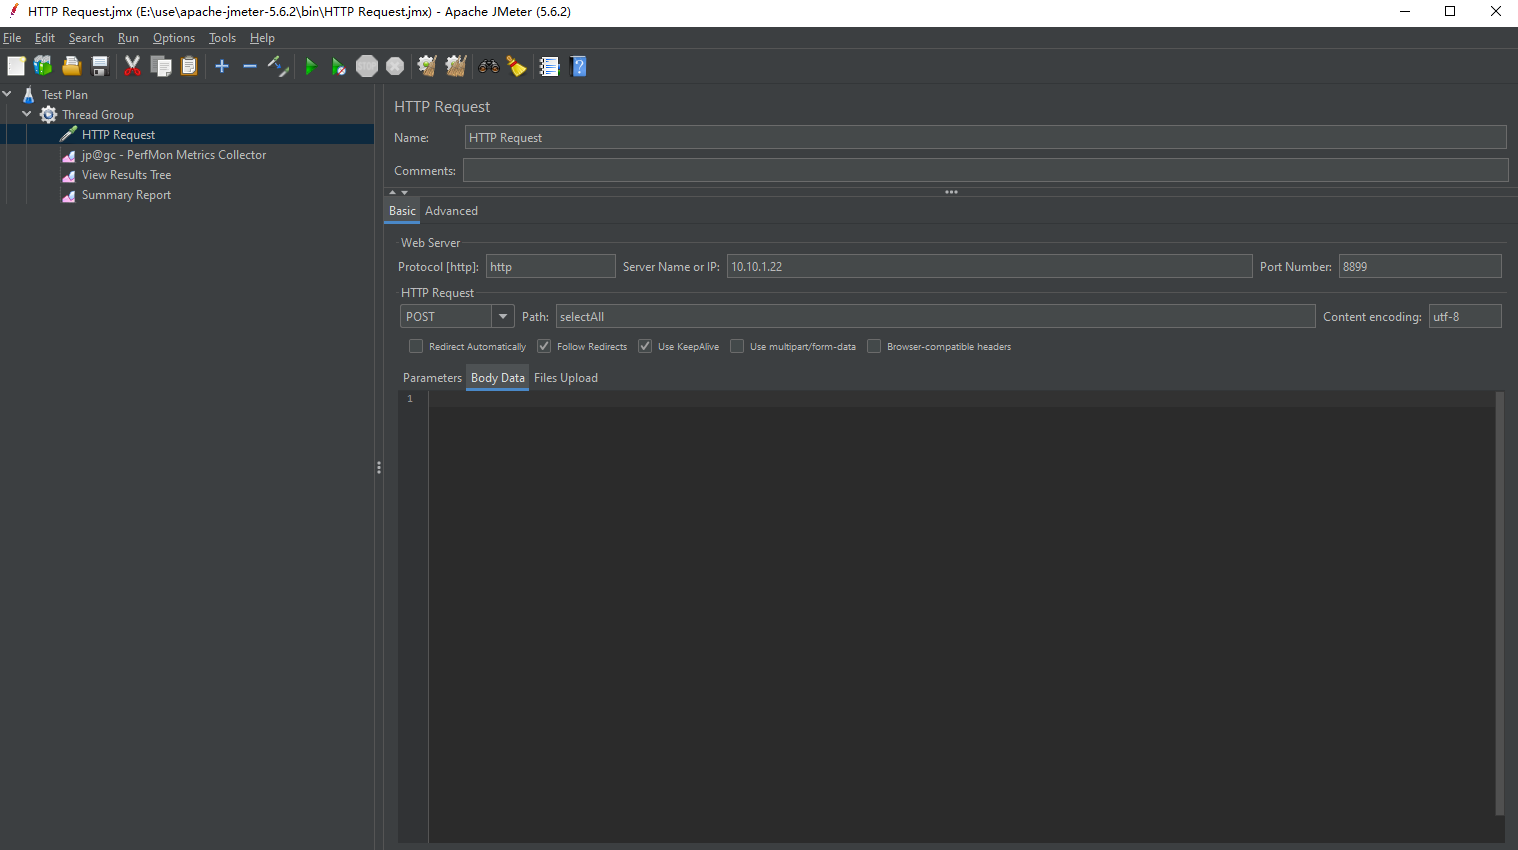 HTTP Request.jmx (E:\use\apache-jmeter-5.6.2\bin\HTTP Request.jmx) - Apache JMeter (5.6.2)
File Edit Search Run Options Tools Help
STOP
Test Plan
Thread Group
HTTP Request
jp@gc - PerfMon Metrics Collector
View Results Tree
Summary Report
HTTP Request
Name: HTTP Request
Comments:
Basic Advanced
Web Server
Protocol [http]: http Server Name or IP: 10.10.1.22 Port Number: 8899
HTTP Request
POST Path: selectAll Content encoding: utf-8
Redirect Automatically Follow Redirects Use KeepAlive Use multipart/form-data Browser-compatible headers
Parameters Body Data Files Upload
1